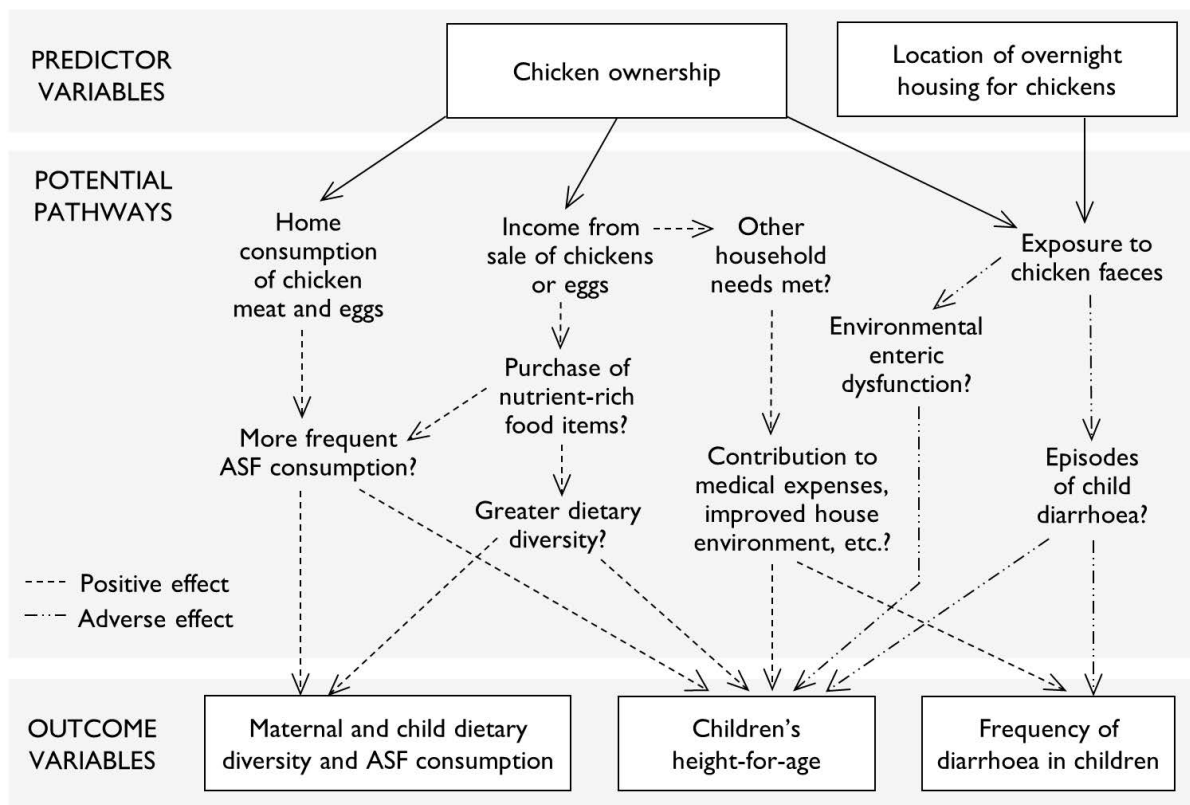 PREDICTOR
VARIABLES
Chicken ownership
Location of overnight
housing for chickens
POTENTIAL
PATHWAYS
Home
consumption
of chicken
meat and eggs
Income from
sale of chickens
or eggs
Other
household
needs met?
Exposure to
chicken faeces
Environmental
enteric
dysfunction?
Purchase of
nutrient-rich
food items?
More frequent
ASF consumption?
Greater dietary
diversity?
Contribution to
medical expenses,
improved house
environment, etc.?
Episodes
of child
diarrhoea?
Positive effect
Adverse effect
OUTCOME
VARIABLES
Maternal and child dietary
diversity and ASF consumption
Children's
height-for-age
Frequency of
diarrhoea in children